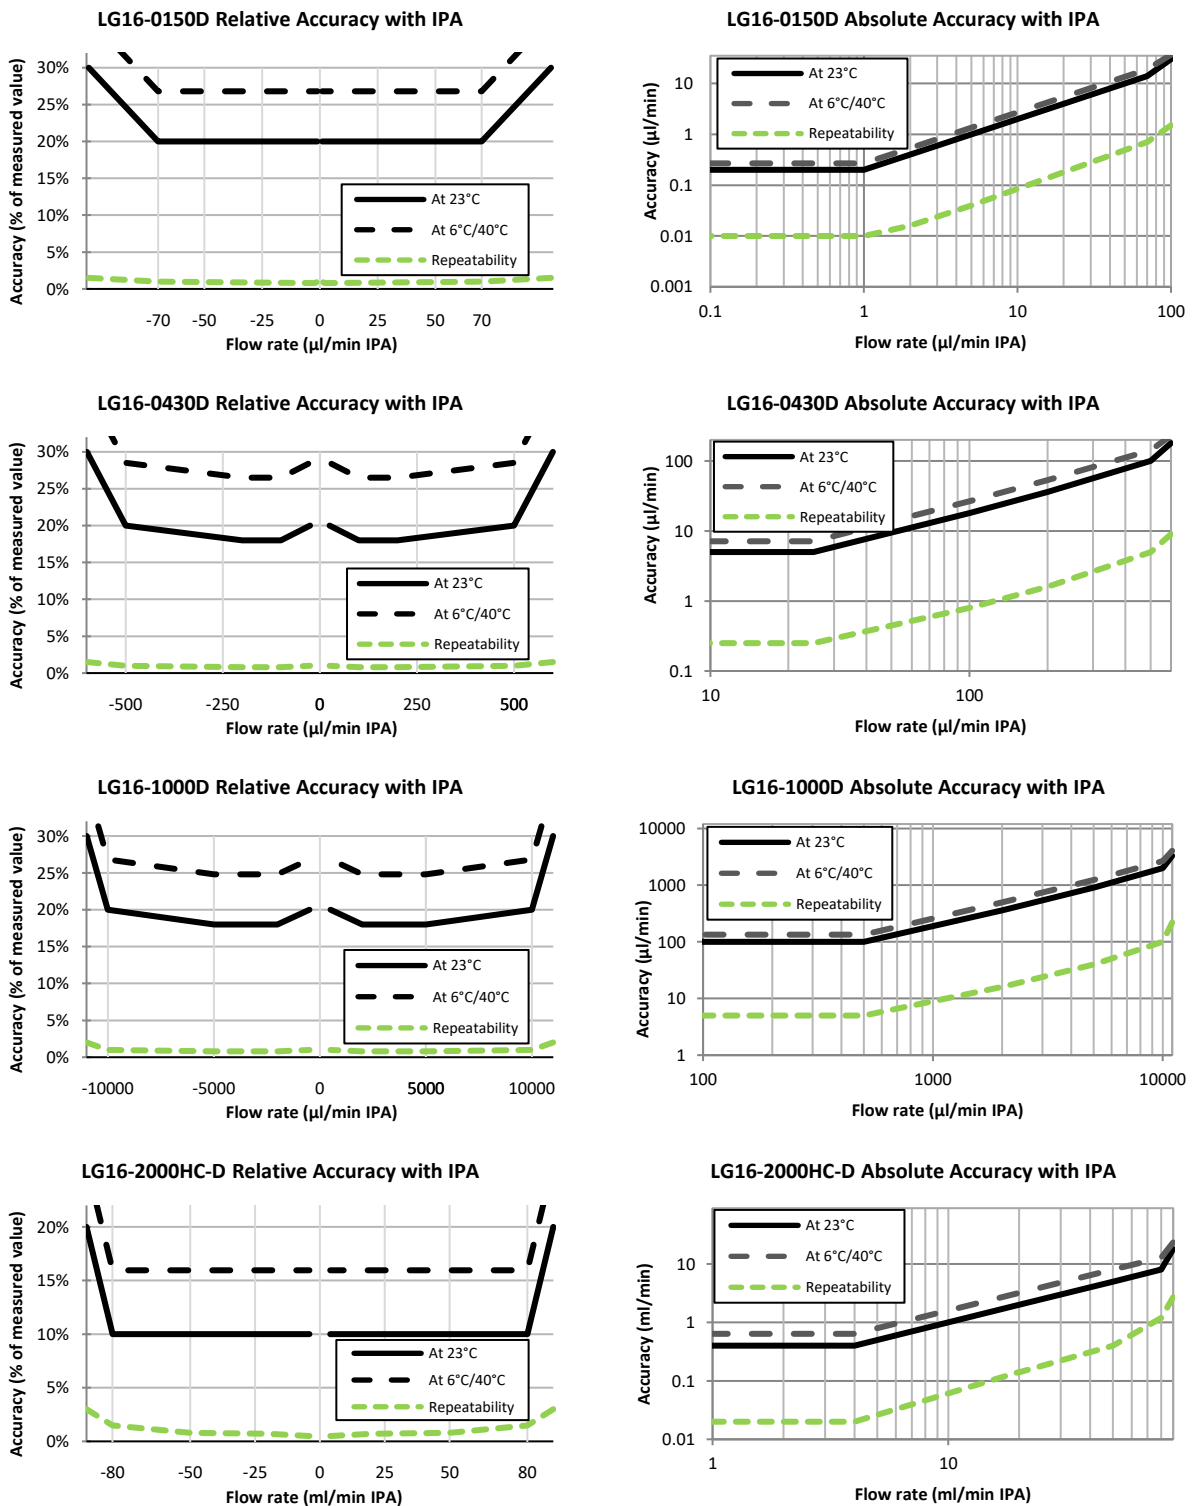 LG16-0150D Relative Accuracy with IPA
Accuracy (% of measured value)
30%
25%
20%
15%
10%
5%
0%
At 23°C
At 6°C/40°C
Repeatability
-70 -50 -25 0 25 50 70
Flow rate (µl/min IPA)
LG16-0150D Absolute Accuracy with IPA
Accuracy (µl/min)
10
1
0.1
0.01
0.001
At 23°C
At 6°C/40°C
Repeatability
0.1 1 10 100
Flow rate (µl/min IPA)
LG16-0430D Relative Accuracy with IPA
Accuracy (% of measured value)
30%
25%
20%
15%
10%
5%
0%
At 23°C
At 6°C/40°C
Repeatability
-500 -250 0 250 500
Flow rate (µl/min IPA)
LG16-0430D Absolute Accuracy with IPA
Accuracy (µl/min)
100
10
1
0.1
At 23°C
At 6°C/40°C
Repeatability
10 100
Flow rate (µl/min IPA)
LG16-1000D Relative Accuracy with IPA
Accuracy (% of measured value)
30%
25%
20%
15%
10%
5%
0%
At 23°C
At 6°C/40°C
Repeatability
-10000 -5000 0 5000 10000
Flow rate (µl/min IPA)
LG16-1000D Absolute Accuracy with IPA
Accuracy (µl/min)
10000
1000
100
10
1
At 23°C
At 6°C/40°C
Repeatability
100 1000 10000
Flow rate (µl/min IPA)
LG16-2000HC-D Relative Accuracy with IPA
Accuracy (% of measured value)
20%
15%
10%
5%
0%
At 23°C
At 6°C/40°C
Repeatability
-80 -50 -25 0 25 50 80
Flow rate (ml/min IPA)
LG16-2000HC-D Absolute Accuracy with IPA
Accuracy (ml/min)
10
1
0.1
0.01
At 23°C
At 6°C/40°C
Repeatability
1 10
Flow rate (ml/min IPA)